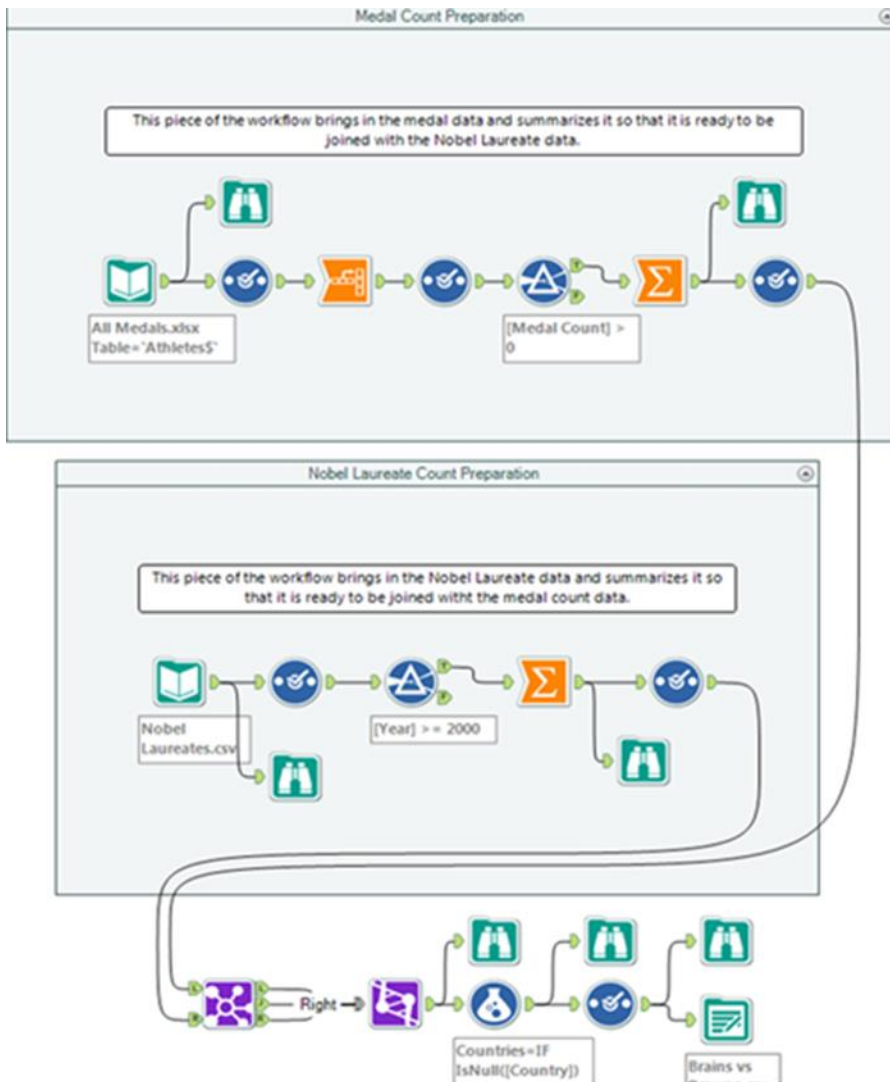 Medal Count Preparation
This piece of the workflow brings in the medal data and summarizes it so that it is ready to be
joined with the Nobel Laureate data.
T
F
All Medals.xlsx
Table=`Athletes$`
[Medal Count] >
0
Nobel Laureate Count Preparation
This piece of the workflow brings in the Nobel Laureate data and summarizes it so
that it is ready to be joined witht the medal count data.
T
F
Nobel
Laureates.csv
[Year] >= 2000
L
R
L
J
R
Right
Countries=IF
IsNull([Country])
Brains vs